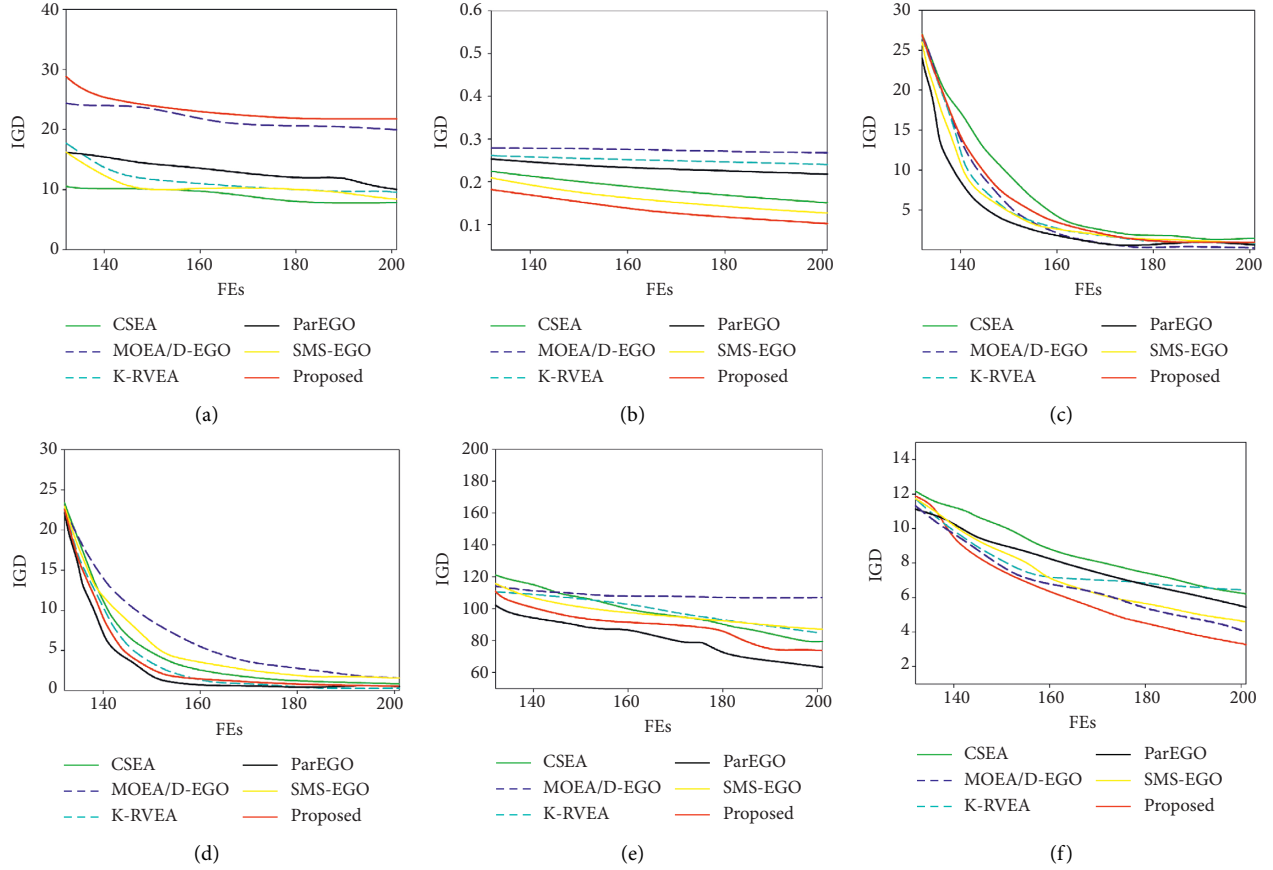 40
30
20
10
0
IGD
140
160
180
200
FEs
CSEA
MOEA/D-EGO
K-RVEA
ParEGO
SMS-EGO
Proposed
(a)
0.6
0.5
0.4
0.3
0.2
0.1
IGD
140
160
180
200
FEs
CSEA
MOEA/D-EGO
K-RVEA
ParEGO
SMS-EGO
Proposed
(b)
30
25
20
15
10
5
IGD
140
160
180
200
FEs
CSEA
MOEA/D-EGO
K-RVEA
ParEGO
SMS-EGO
Proposed
(c)
30
25
20
15
10
5
0
IGD
140
160
180
200
FEs
CSEA
MOEA/D-EGO
K-RVEA
ParEGO
SMS-EGO
Proposed
(d)
200
180
160
140
120
100
80
60
IGD
140
160
180
200
FEs
CSEA
MOEA/D-EGO
K-RVEA
ParEGO
SMS-EGO
Proposed
(e)
14
12
10
8
6
4
2
IGD
140
160
180
200
FEs
CSEA
MOEA/D-EGO
K-RVEA
ParEGO
SMS-EGO
Proposed
(f)